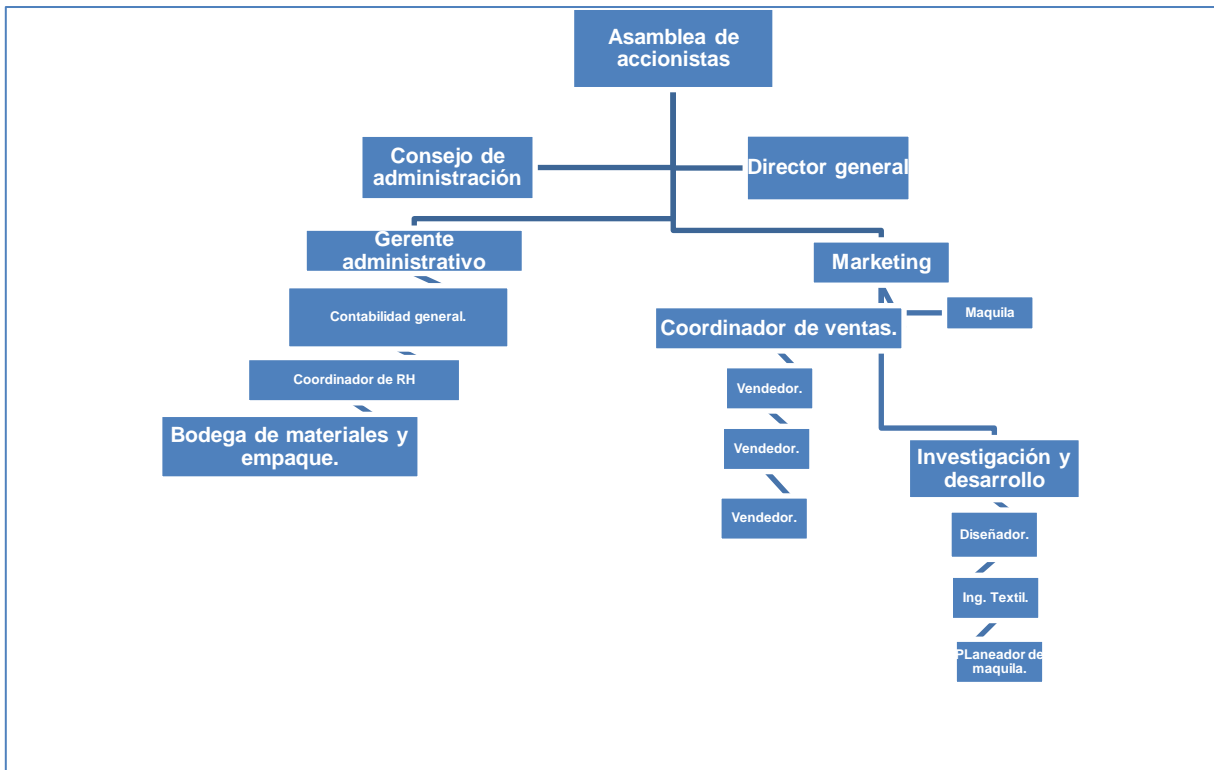 Asamblea de
accionistas
Consejo de
administración
Director general
Gerente
administrativo
Marketing
Contabilidad general.
Maquila
Coordinador de ventas.
Coordinador de RH
Vendedor.
Bodega de materiales y
empaque.
Vendedor.
Investigación y
desarrollo
Vendedor.
Diseñador.
Ing. Textil.
PLaneador de
maquila.